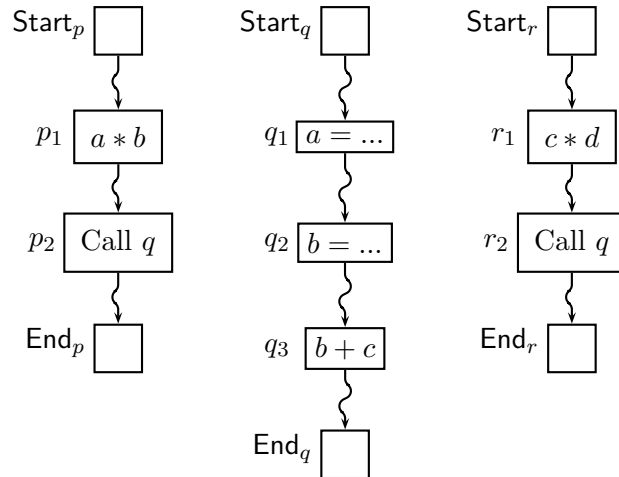 Start_p Start_q Start_r
p_1 a * b q_1 a = ... r_1 c * d
p_2 Call q q_2 b = ... r_2 Call q
End_p q_3 b + c End_r
End_q